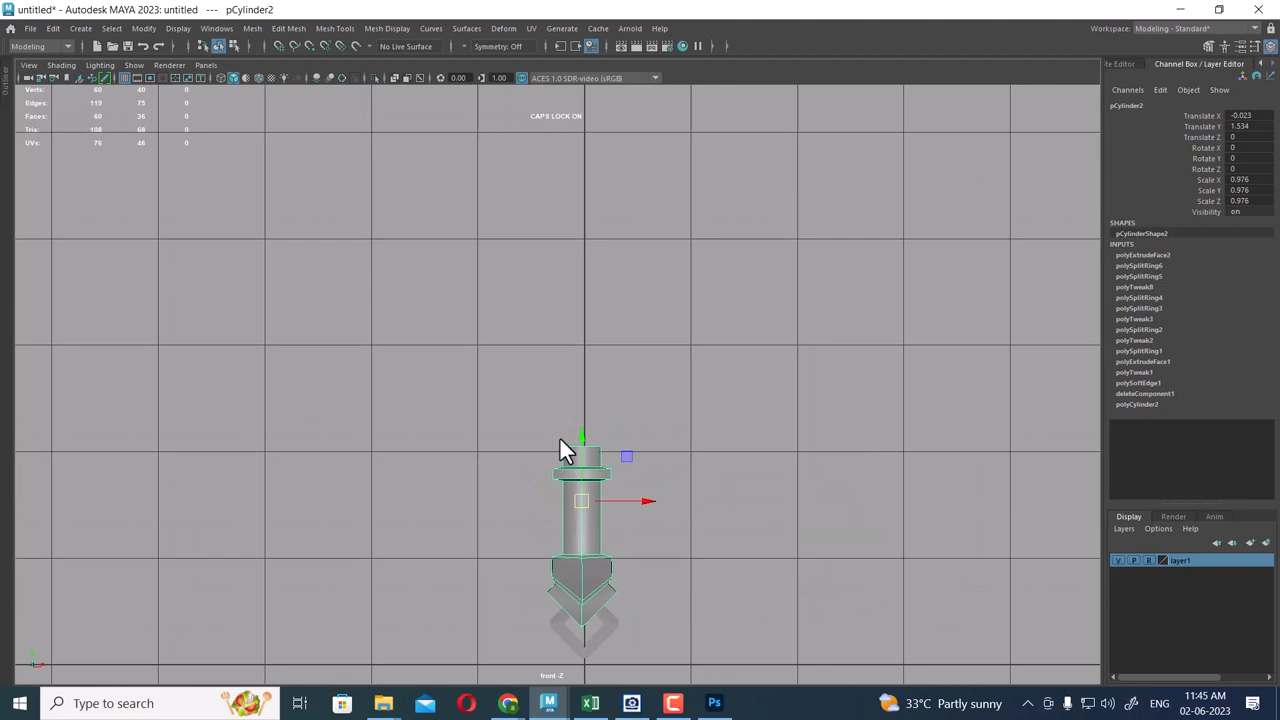 untitled* - Autodesk MAYA 2023: untitled --- pCylinder2
File Edit Create Select Modify Display Windows Mesh Edit Mesh Mesh Tools Mesh Display Curves Surfaces Deform UV Generate Cache Arnold Help
Workspace: Modeling - Standard*
Modeling No Live Surface Symmetry: Off
View Shading Lighting Show Renderer Panels
te Editor Channel Box / Layer Editor
0.00 1.00 ACES 1.0 SDR-video (sRGB)
Outliner
Channels Edit Object Show
Verts: 60 40 0
Edges: 119 75 0
Faces: 60 36 0
Tris: 108 68 0
UVs: 76 46 0
CAPS LOCK ON
pCylinder2
Translate X -0.023
Translate Y 1.534
Translate Z 0
Rotate X 0
Rotate Y 0
Rotate Z 0
Scale X 0.976
Scale Y 0.976
Scale Z 0.976
Visibility on
SHAPES
pCylinderShape2
INPUTS
polyExtrudeFace2
polySplitRing6
polySplitRing5
polyTweak8
polySplitRing4
polySplitRing3
polyTweak3
polySplitRing2
polyTweak2
polySplitRing1
polyExtrudeFace1
polyTweak1
polySoftEdge1
deleteComponent1
polyCylinder2
Display Render Anim
Layers Options Help
V P R layer1
front -Z
Type to search
33°C Partly sunny
ENG
11:45 AM
02-06-2023